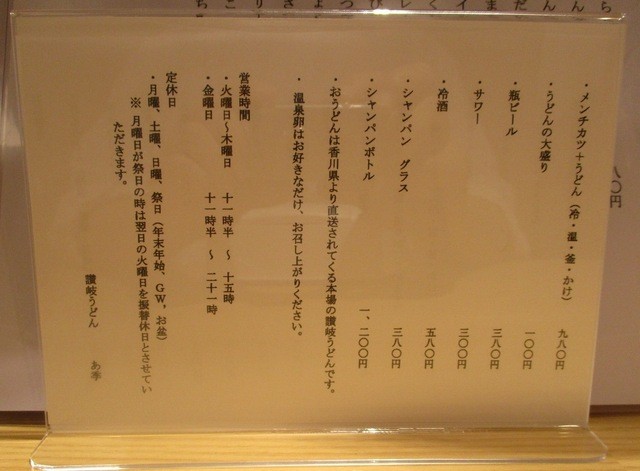 ・メンチカツ+うどん（冷・温・釜・かけ） 九八〇円
・うどんの大盛り 一〇〇円
・瓶ビール 三八〇円
・サワー 三〇〇円
・冷酒 五八〇円
・シャンパン　グラス 三八〇円
・シャンパンボトル 一、二〇〇円
・おうどんは香川県より直送されてくる本場の讃岐うどんです。
・温泉卵はお好きなだけ、お召し上がりください。
営業時間
・火曜日〜木曜日　十一時半　〜　十五時
・金曜日　十一時半　〜　二十一時
定休日
・月曜、土曜、日曜、祭日（年末年始、GW，お盆）
※　月曜日が祭日の時は翌日の火曜日を振替休日とさせてい
ただきます。
讃岐うどん　あ季